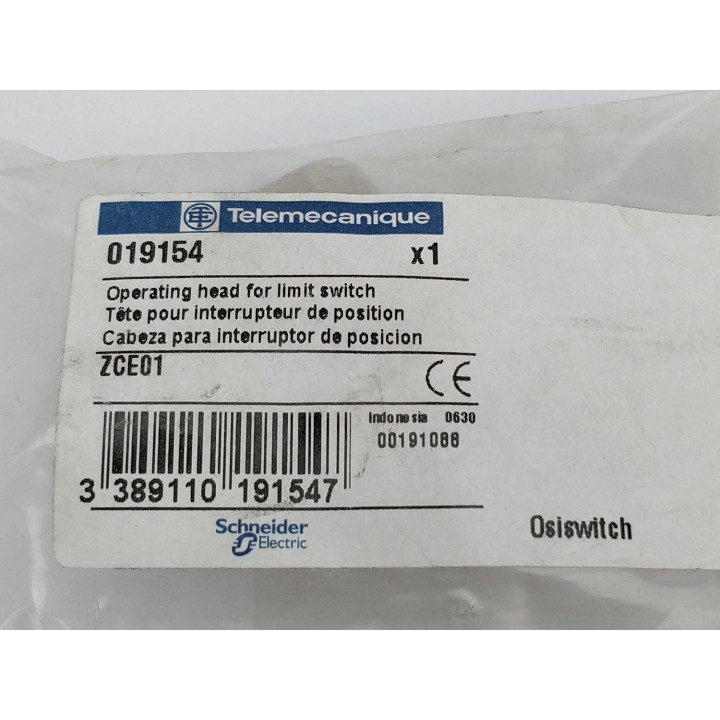 Telemecanique
019154 x1
Operating head for limit switch
Tête pour interrupteur de position
Cabeza para interruptor de posicion
ZCE01
CE
Indonesia 0630
00191088
3 389110 191547
Schneider
Electric
Osiswitch